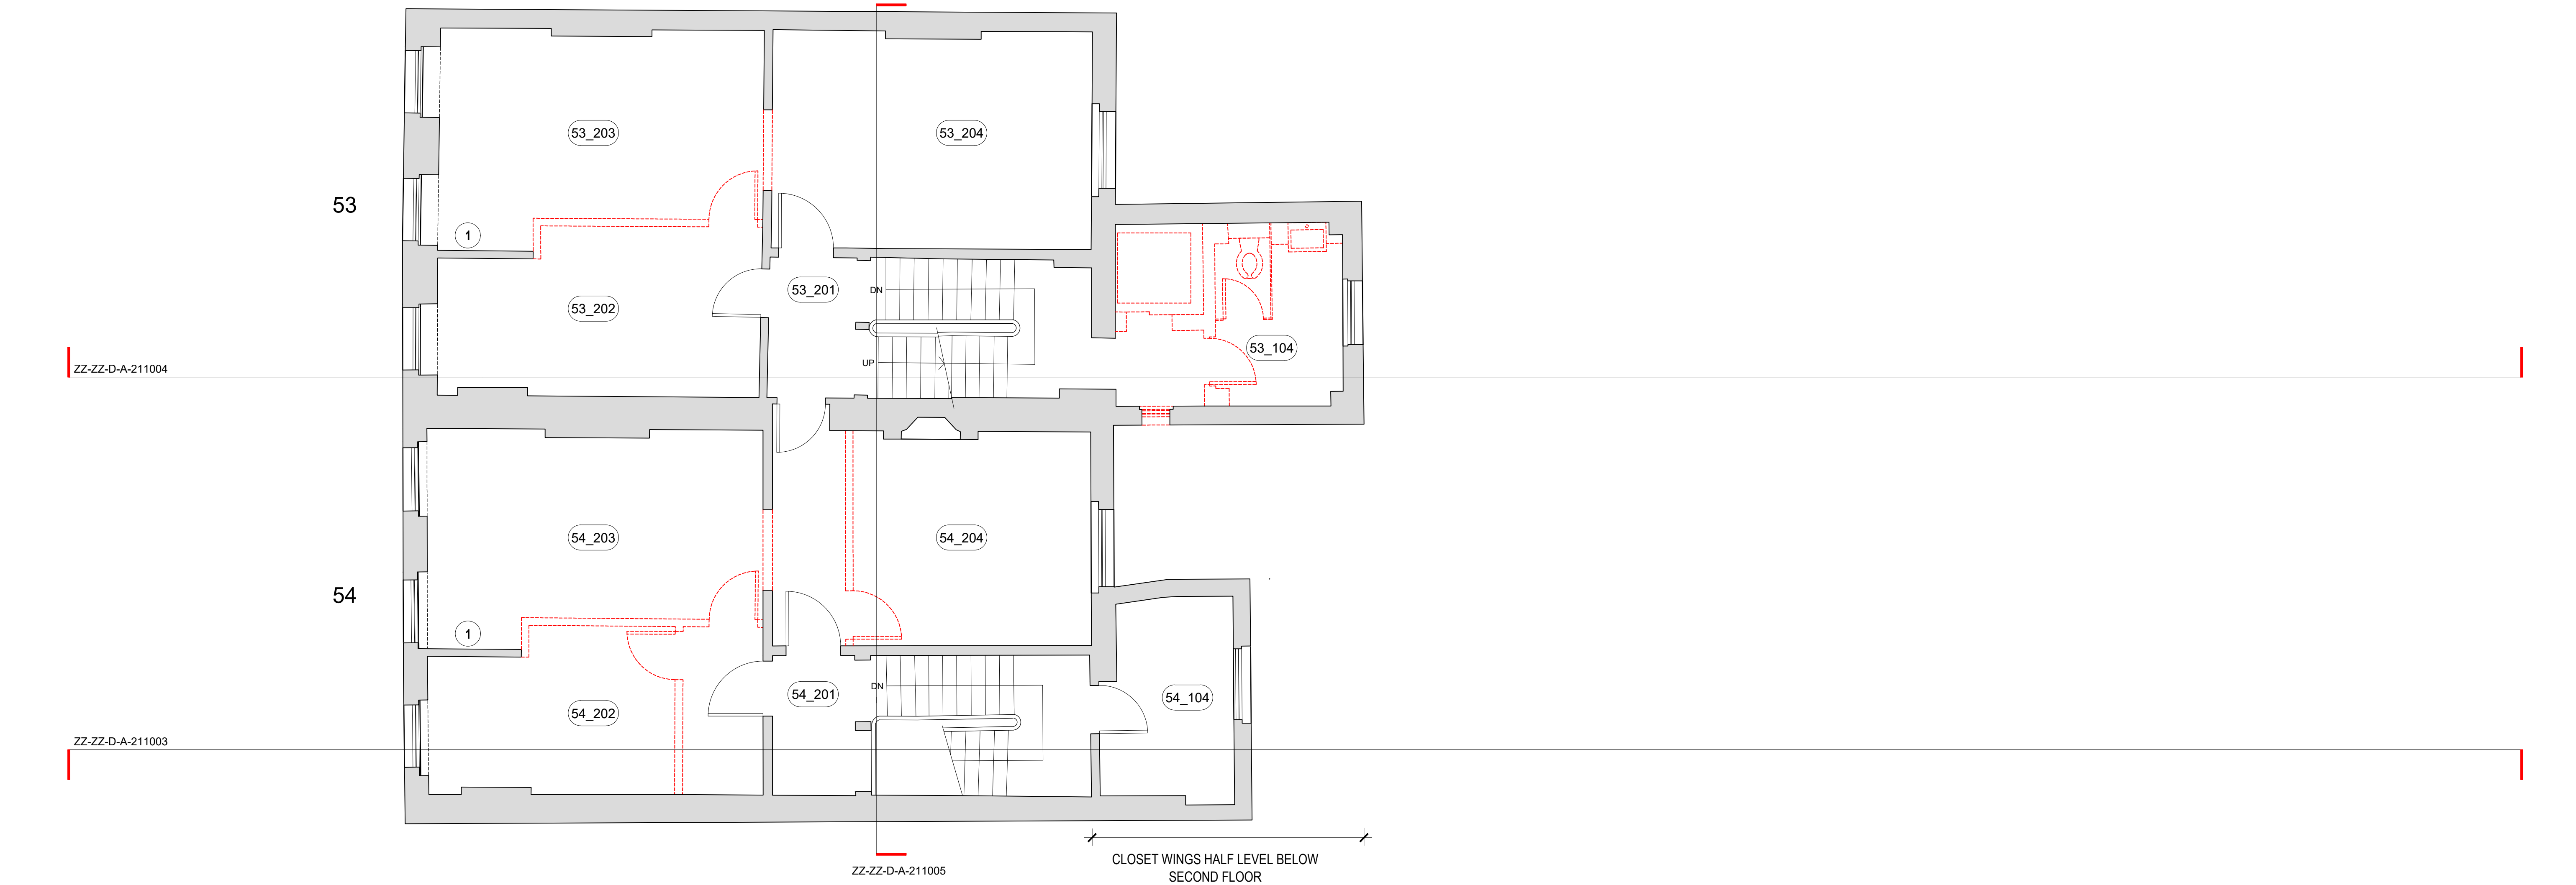 53_203
53_204
53
1
53_201
DN
53_202
53_104
UP
ZZ-ZZ-D-A-211004
54_203
54_204
54
1
DN
54_201
54_104
54_202
ZZ-ZZ-D-A-211003
CLOSET WINGS HALF LEVEL BELOW
SECOND FLOOR
ZZ-ZZ-D-A-211005